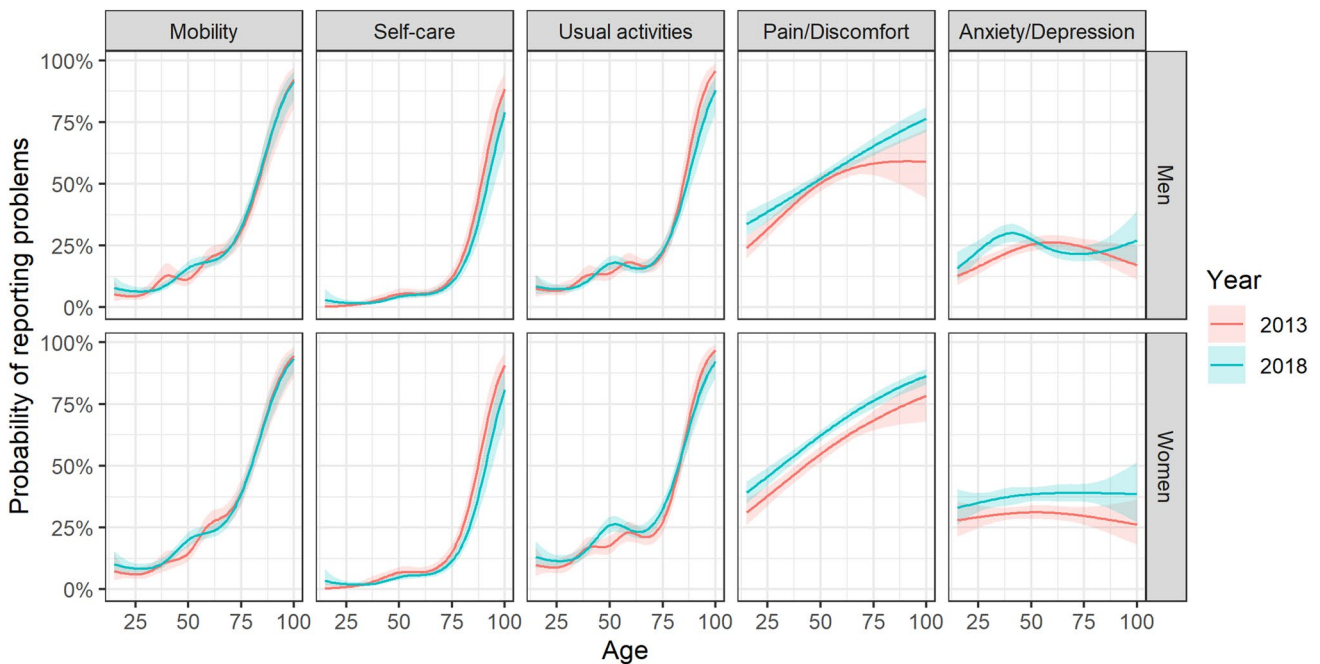 Mobility Self-care Usual activities Pain/Discomfort Anxiety/Depression
Probability of reporting problems
100%
75%
50%
25%
0%
Men
100%
75%
50%
25%
0%
Women
25 50 75 100 25 50 75 100 25 50 75 100 25 50 75 100 25 50 75 100
Age
Year
2013
2018